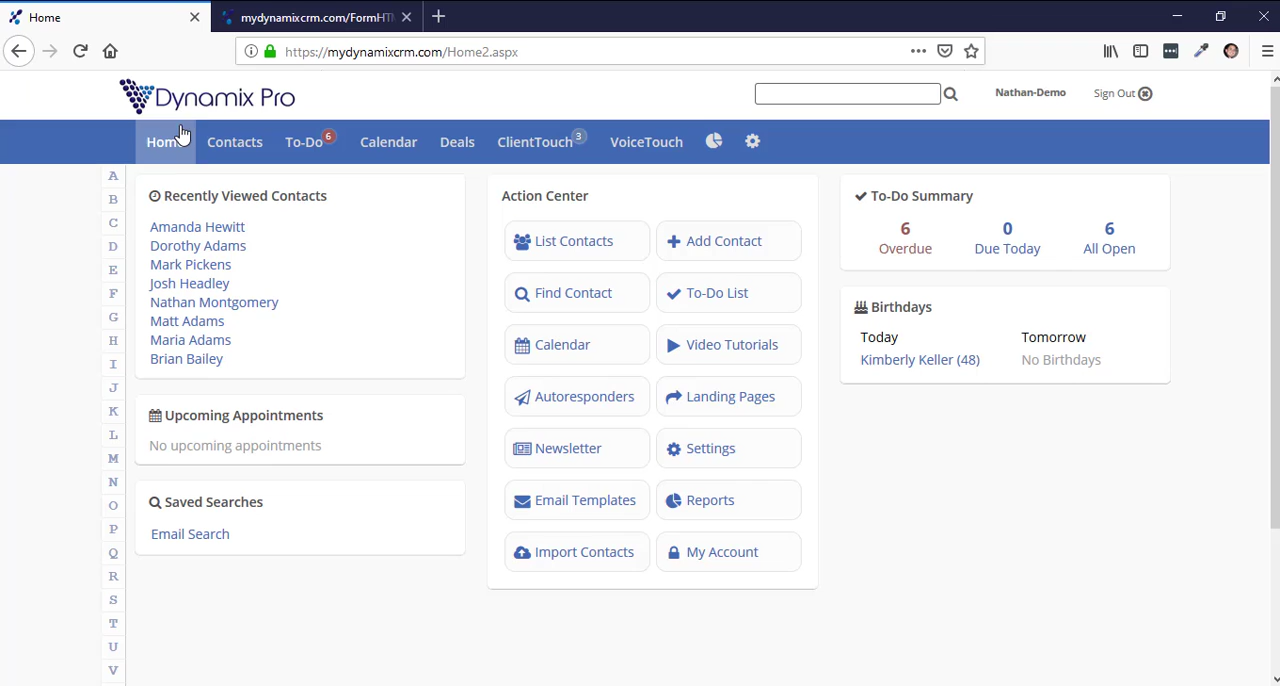 Home
mydynamixcrm.com/FormHTM
https://mydynamixcrm.com/Home2.aspx
Dynamix Pro
Nathan-Demo
Sign Out
Home
Contacts
To-Do 6
Calendar
Deals
ClientTouch 3
VoiceTouch
A
B
C
D
E
F
G
H
I
J
K
L
M
N
O
P
Q
R
S
T
U
V
Recently Viewed Contacts
Amanda Hewitt
Dorothy Adams
Mark Pickens
Josh Headley
Nathan Montgomery
Matt Adams
Maria Adams
Brian Bailey
Upcoming Appointments
No upcoming appointments
Saved Searches
Email Search
Action Center
List Contacts
Add Contact
Find Contact
To-Do List
Calendar
Video Tutorials
Autoresponders
Landing Pages
Newsletter
Settings
Email Templates
Reports
Import Contacts
My Account
To-Do Summary
6
Overdue
0
Due Today
6
All Open
Birthdays
Today
Tomorrow
Kimberly Keller (48)
No Birthdays